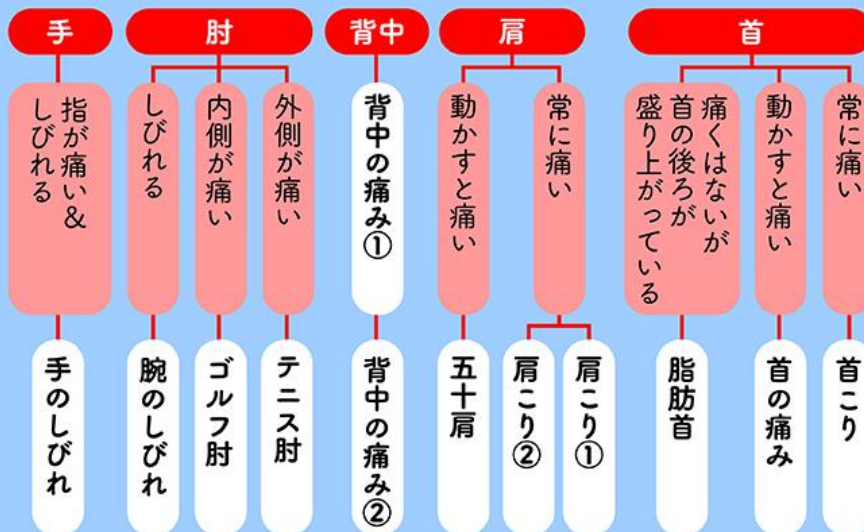 首
常に痛い
首こり
動かすと痛い
首の痛み
痛くはないが
首の後ろが
盛り上がっている
脂肪首
肩
常に痛い
肩こり①
肩こり②
動かすと痛い
五十肩
背中
背中の痛み①
背中の痛み②
肘
外側が痛い
テニス肘
内側が痛い
ゴルフ肘
しびれる
腕のしびれ
手
指が痛い&
しびれる
手のしびれ